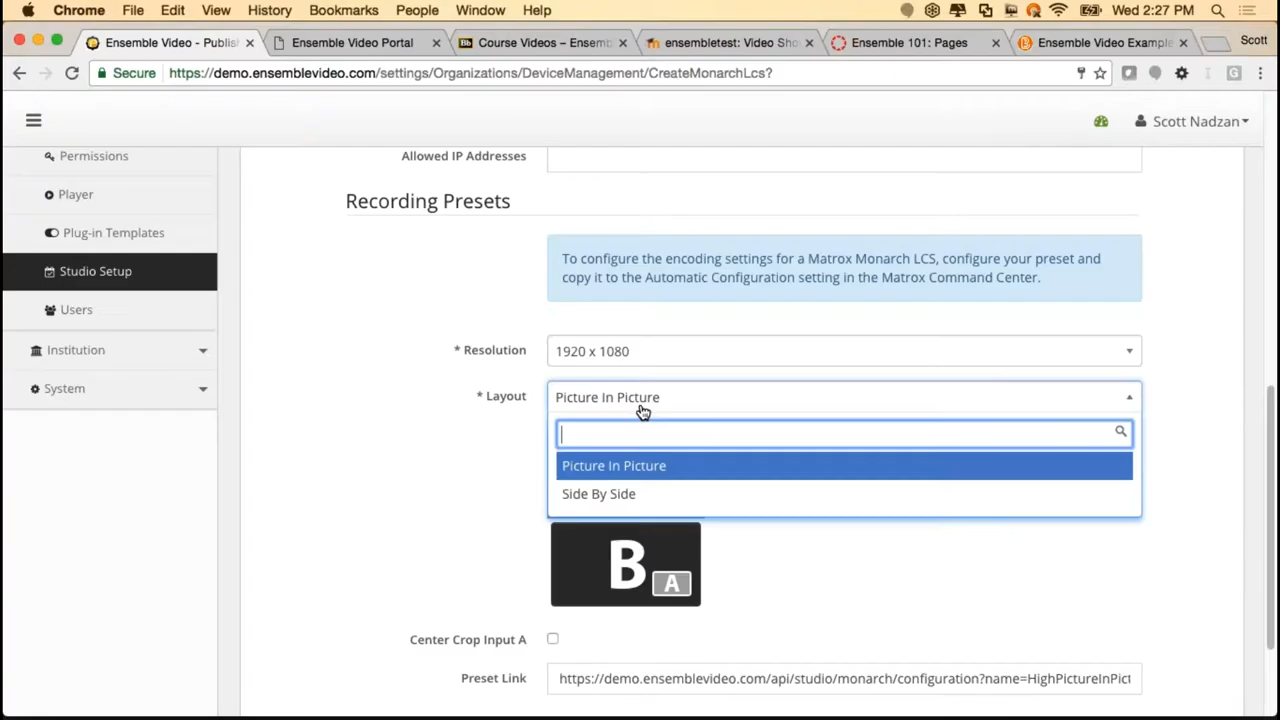 Chrome File Edit View History Bookmarks People Window Help Wed 2:27 PM
Ensemble Video - Publis Ensemble Video Portal Course Videos – Ensemb ensembletest: Video Sho Ensemble 101: Pages Ensemble Video Example Scott
Secure https://demo.ensemblevideo.com/settings/Organizations/DeviceManagement/CreateMonarchLcs?
Scott Nadzan
Permissions
Player
Plug-in Templates
Studio Setup
Users
Institution
System
Allowed IP Addresses
Recording Presets
To configure the encoding settings for a Matrox Monarch LCS, configure your preset and
copy it to the Automatic Configuration setting in the Matrox Command Center.
* Resolution 1920 x 1080
* Layout Picture In Picture
Picture In Picture
Side By Side
B A
Center Crop Input A
Preset Link https://demo.ensemblevideo.com/api/studio/monarch/configuration?name=HighPictureInPict